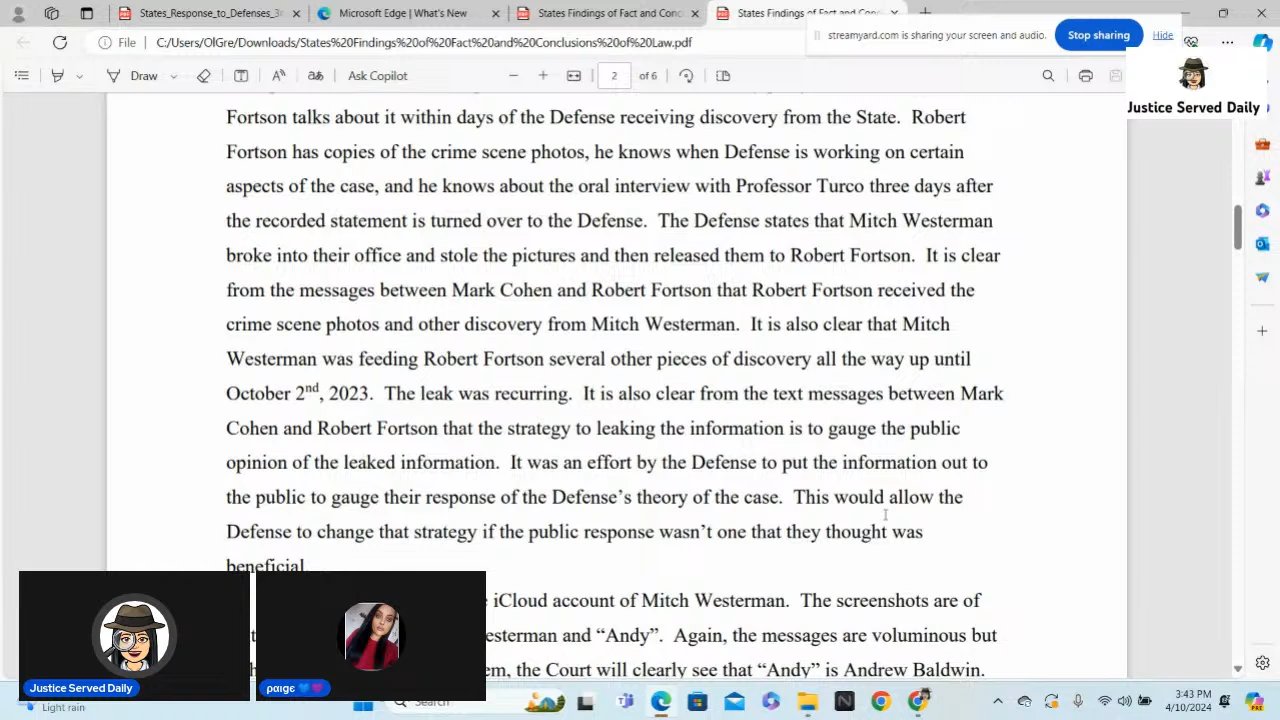 States_Response_to_Defenses_3
Microsoft Edge | What's New
States Findings of Fact and Conc
States Findings of Fact and Conc
File
C:/Users/OlGre/Downloads/States%20Findings%20of%20Fact%20and%20Conclusions%20of%20Law.pdf
streamyard.com is sharing your screen and audio.
Stop sharing
Hide
Draw
Ask Copilot
2
of 6
Justice Served Daily
Fortson talks about it within days of the Defense receiving discovery from the State. Robert
Fortson has copies of the crime scene photos, he knows when Defense is working on certain
aspects of the case, and he knows about the oral interview with Professor Turco three days after
the recorded statement is turned over to the Defense. The Defense states that Mitch Westerman
broke into their office and stole the pictures and then released them to Robert Fortson. It is clear
from the messages between Mark Cohen and Robert Fortson that Robert Fortson received the
crime scene photos and other discovery from Mitch Westerman. It is also clear that Mitch
Westerman was feeding Robert Fortson several other pieces of discovery all the way up until
October 2nd, 2023. The leak was recurring. It is also clear from the text messages between Mark
Cohen and Robert Fortson that the strategy to leaking the information is to gauge the public
opinion of the leaked information. It was an effort by the Defense to put the information out to
the public to gauge their response of the Defense's theory of the case. This would allow the
Defense to change that strategy if the public response wasn't one that they thought was
beneficial
iCloud account of Mitch Westerman. The screenshots are of
esterman and “Andy”. Again, the messages are voluminous but
em, the Court will clearly see that “Andy” is Andrew Baldwin.
Justice Served Daily
ραιgє 💙💜
Light rain
Search
3:43 PM
4/10/2024